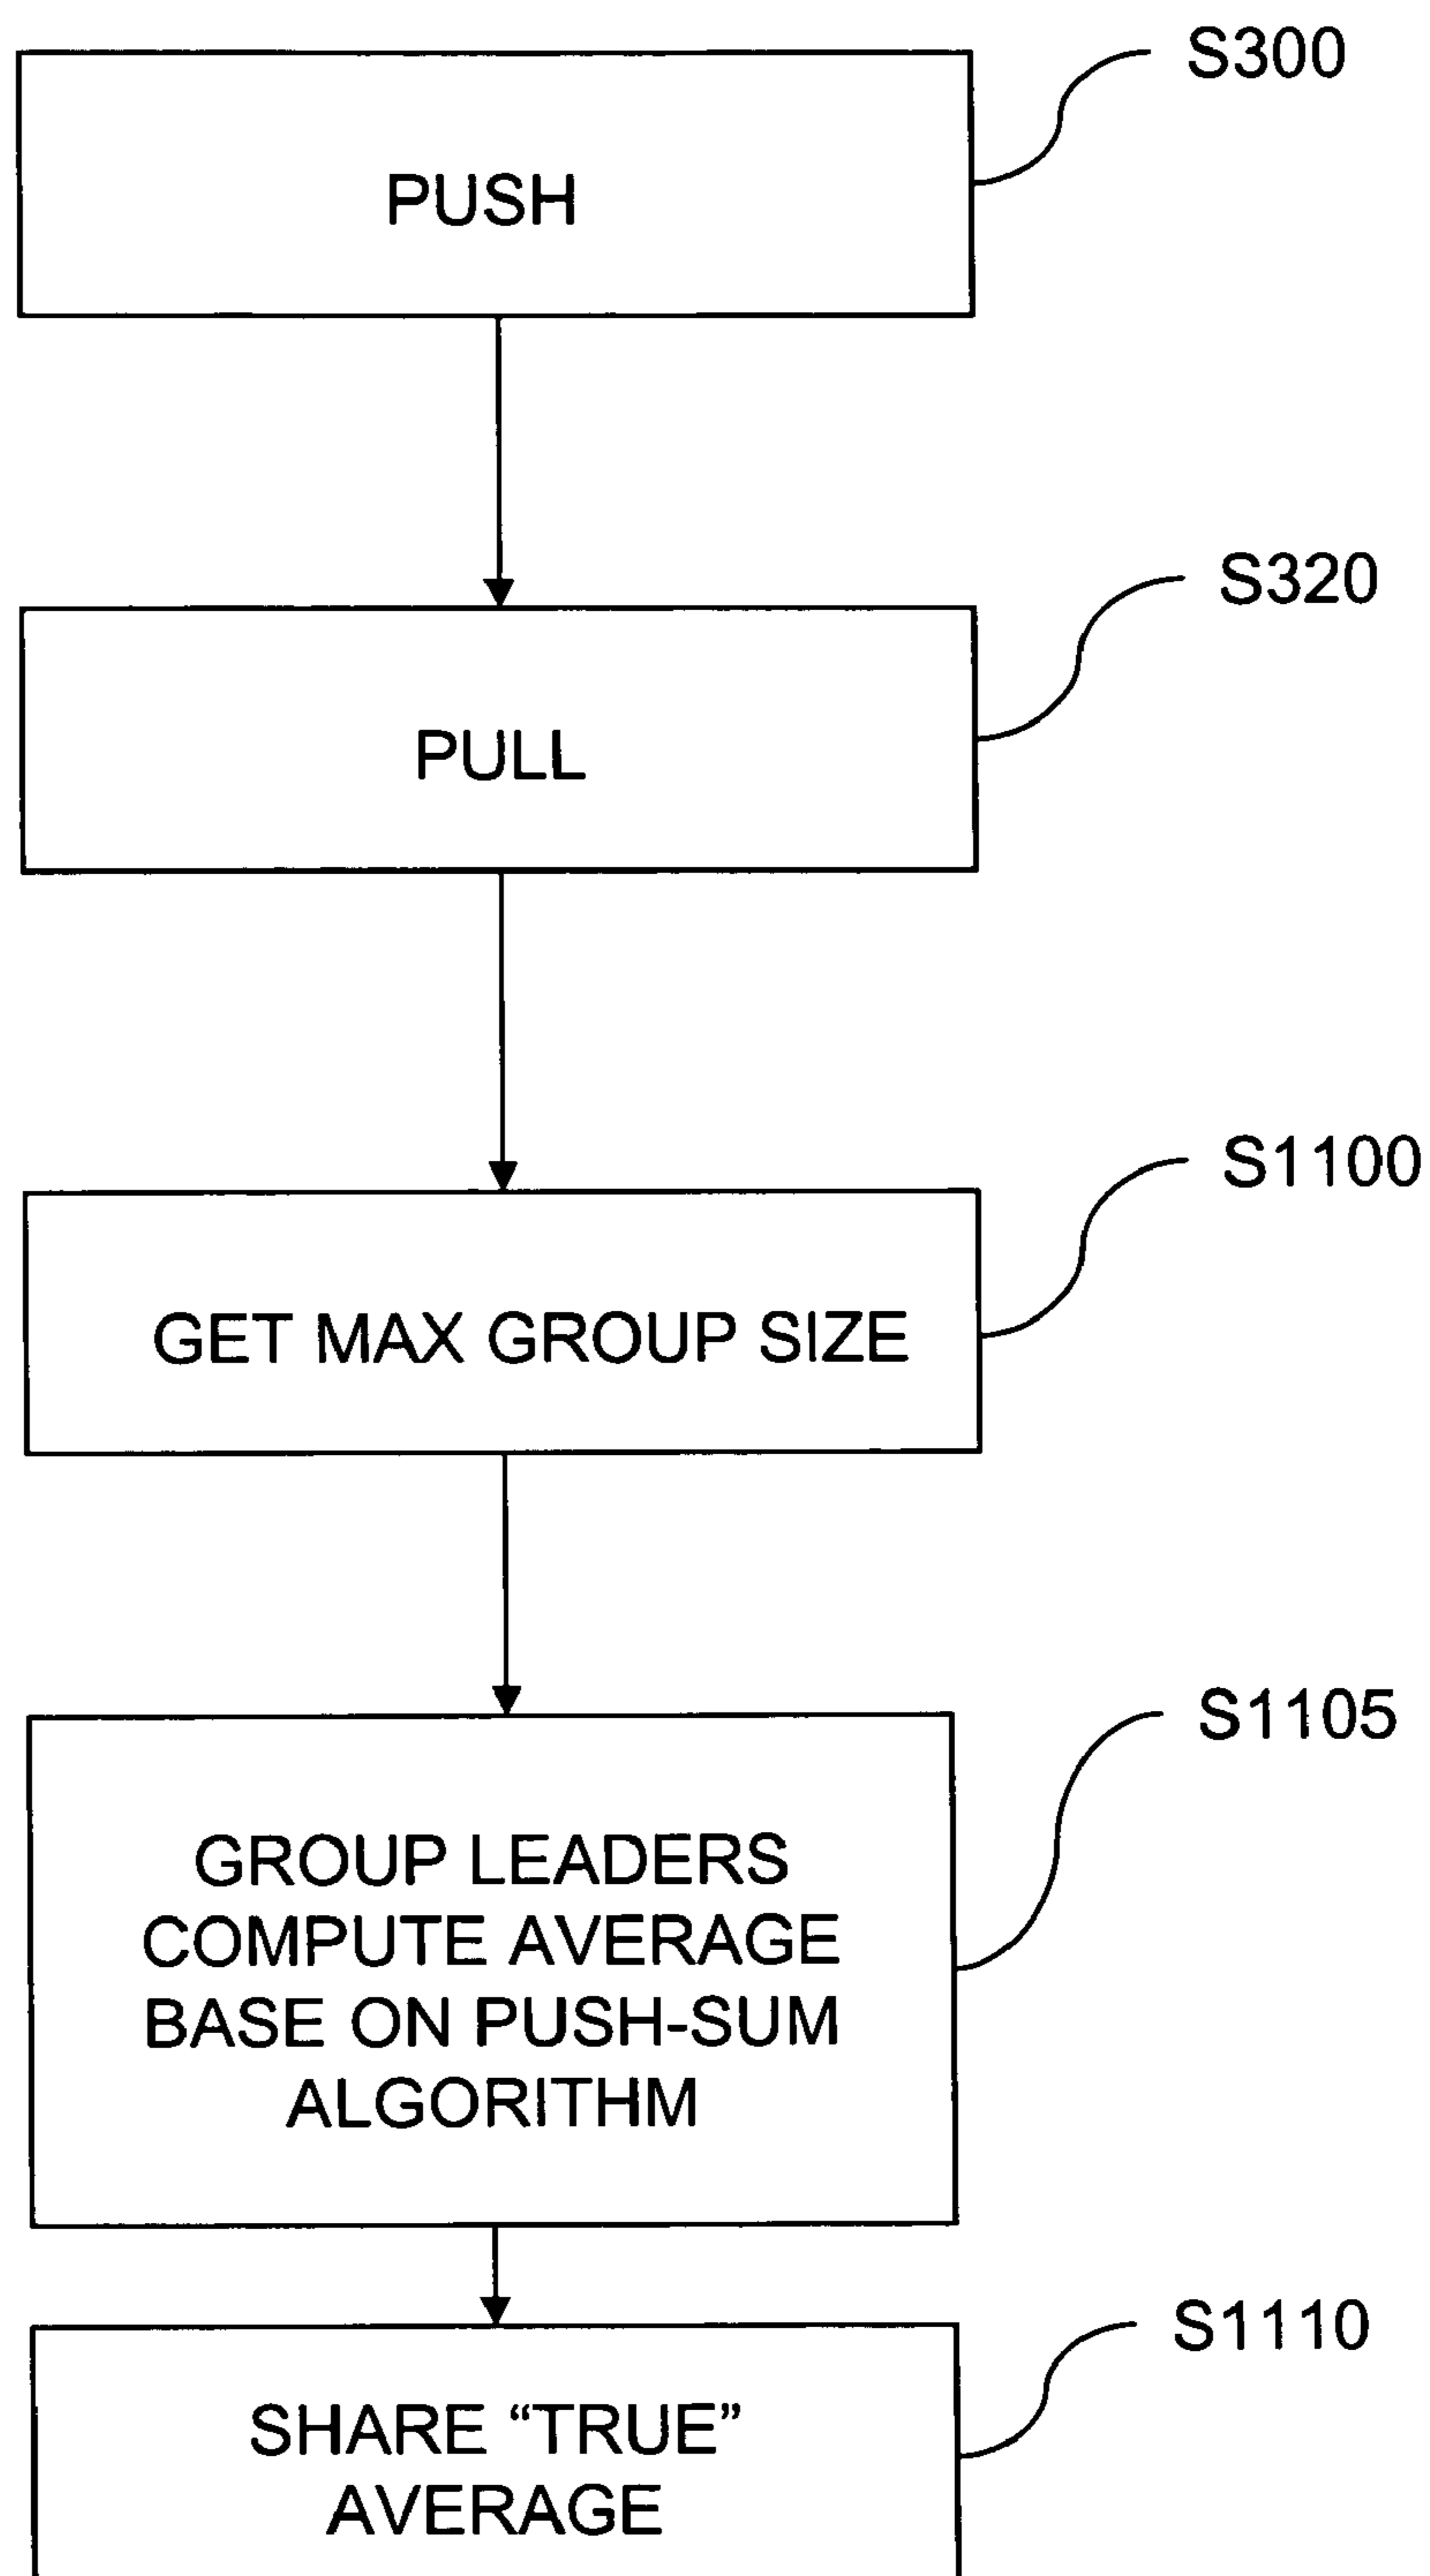 S300
PUSH
S320
PULL
S1100
GET MAX GROUP SIZE
S1105
GROUP LEADERS
COMPUTE AVERAGE
BASE ON PUSH-SUM
ALGORITHM
S1110
SHARE “TRUE”
AVERAGE